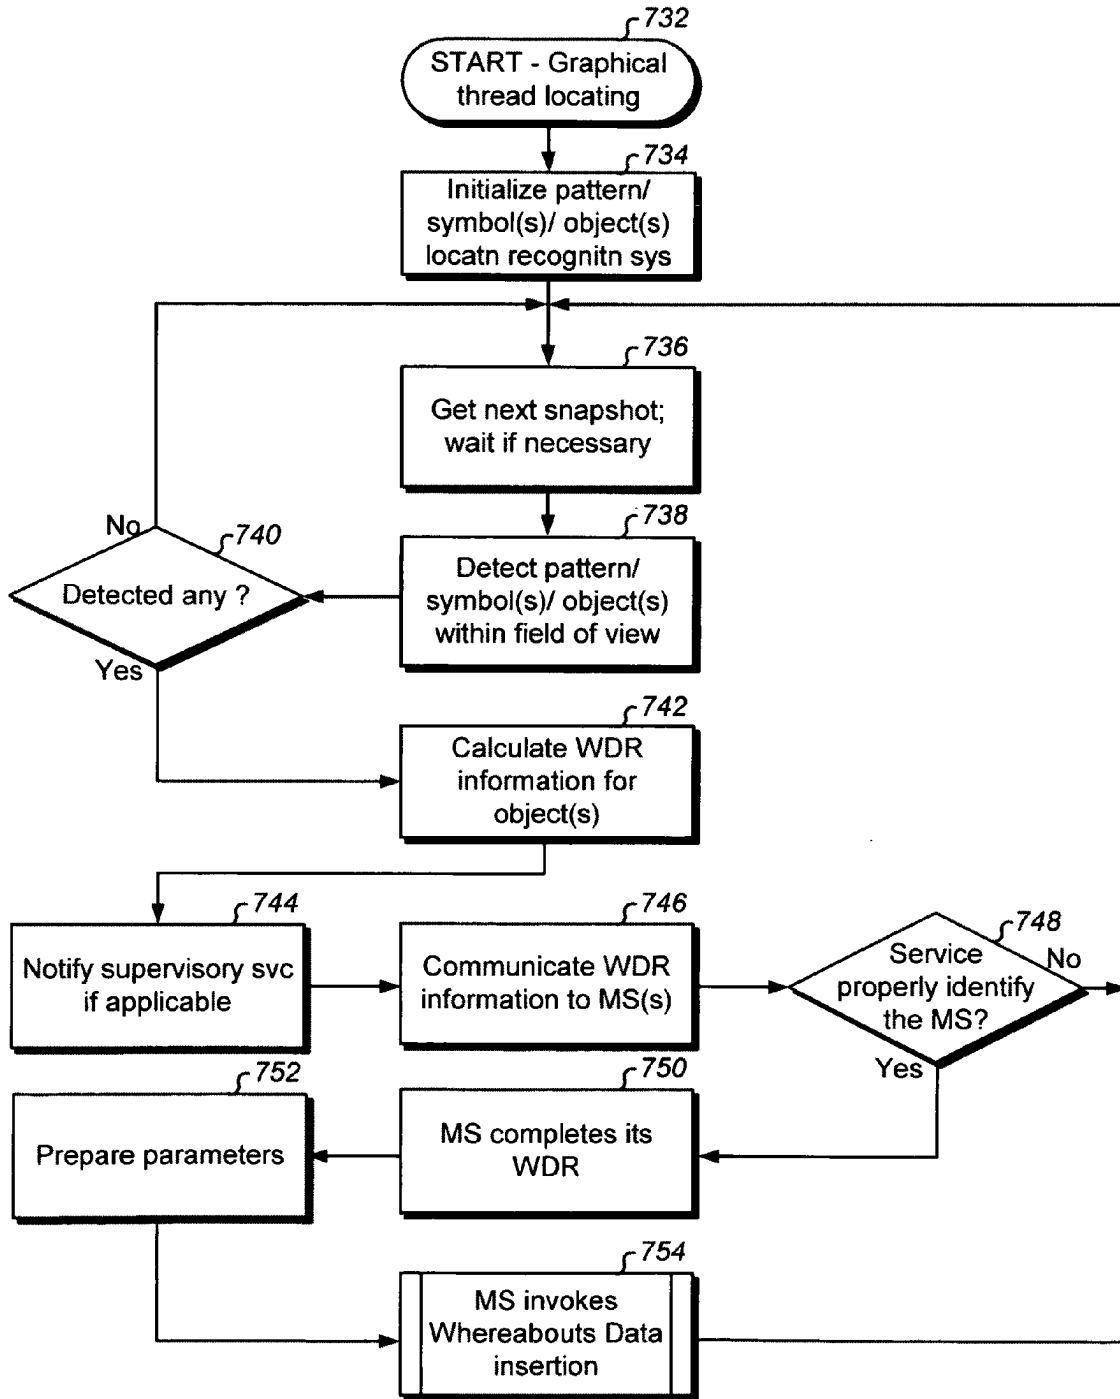 732
START - Graphical
thread locating
734
Initialize pattern/
symbol(s)/ object(s)
locatn recognitn sys
736
Get next snapshot;
wait if necessary
738
Detect pattern/
symbol(s)/ object(s)
within field of view
No
740
Detected any ?
Yes
742
Calculate WDR
information for
object(s)
744
Notify supervisory svc
if applicable
746
Communicate WDR
information to MS(s)
748
Service
properly identify
the MS?
No
Yes
750
MS completes its
WDR
752
Prepare parameters
754
MS invokes
Whereabouts Data
insertion